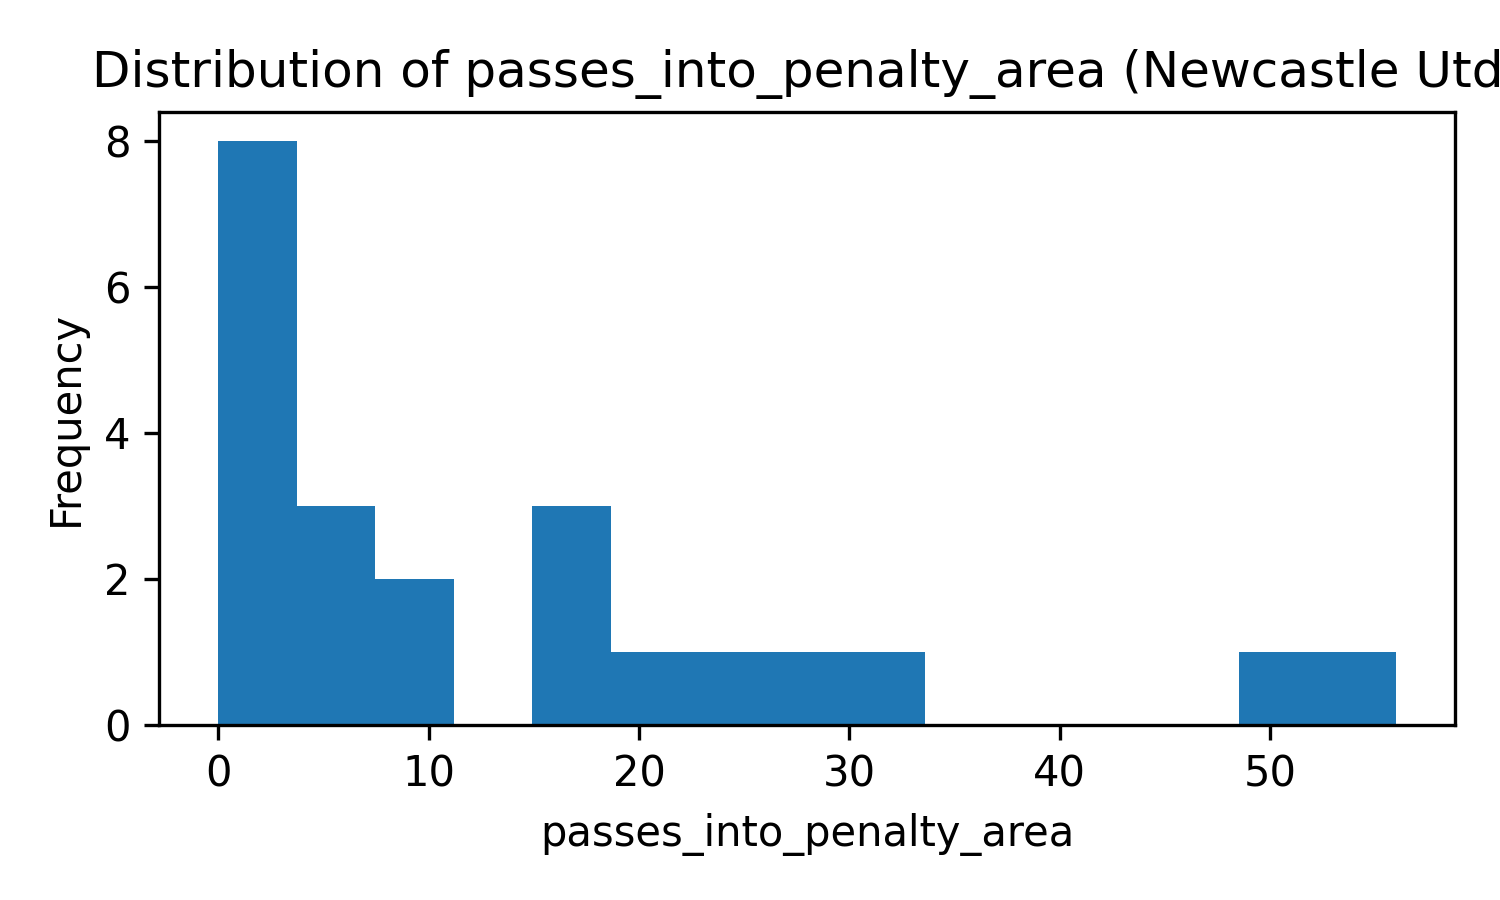 Distribution of passes_into_penalty_area (Newcastle Utd
8
6
4
2
0
Frequency
0 10 20 30 40 50
passes_into_penalty_area